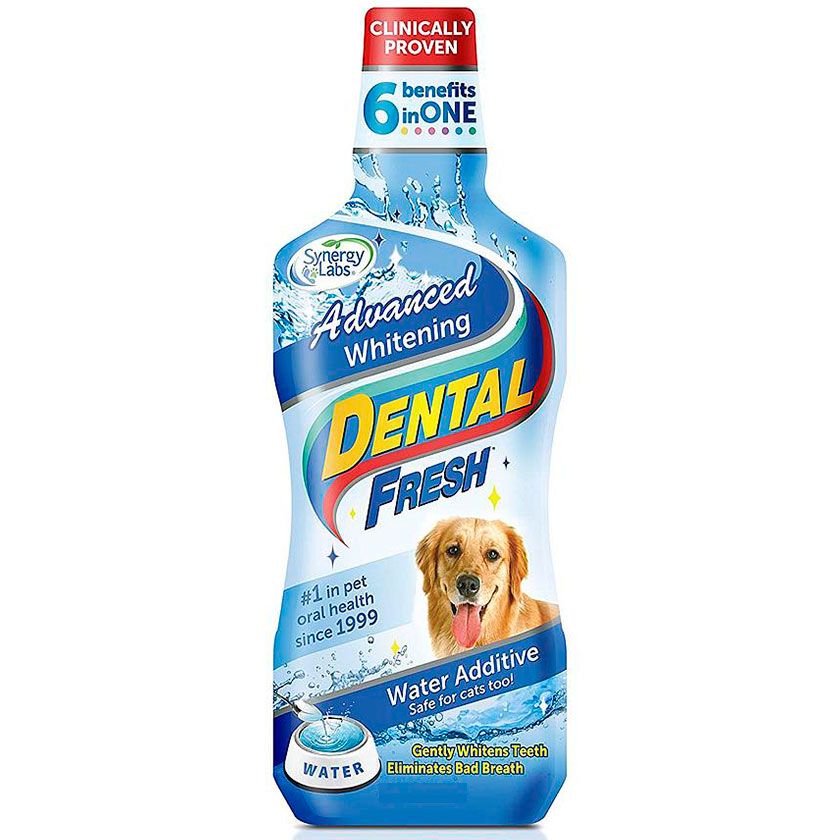 CLINICALLY
PROVEN
6 benefits
in ONE
Synergy
Labs®
Advanced
Whitening
DENTAL
FRESH™
#1 in pet
oral health
since 1999
Water Additive
Safe for cats too!
WATER
Gently Whitens Teeth
Eliminates Bad Breath